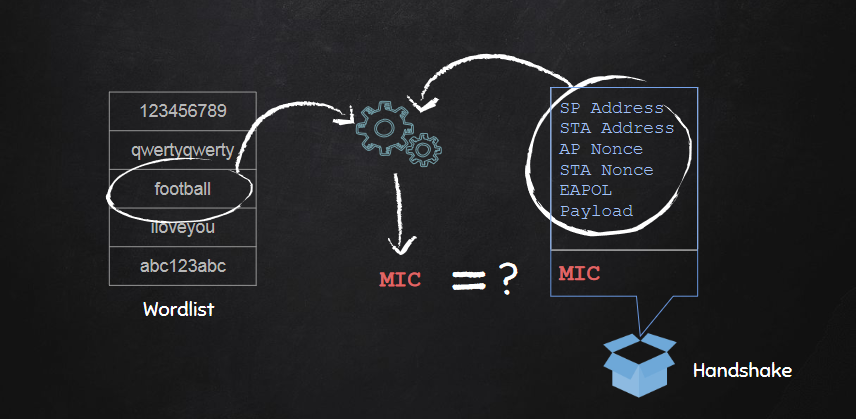 123456789
qwertyqwerty
football
iloveyou
abc123abc
Wordlist
MIC
= ?
SP Address
STA Address
AP Nonce
STA Nonce
EAPOL
Payload
MIC
Handshake